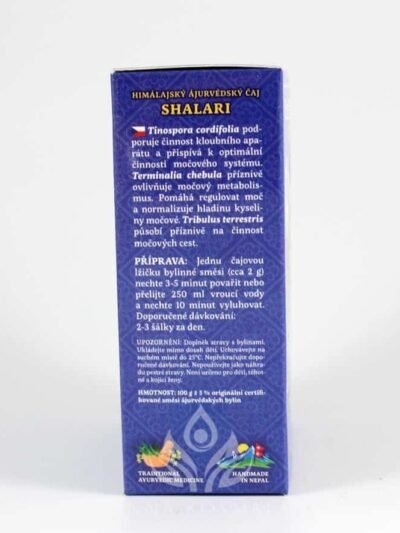 HIMÁLAJSKÝ ÁJURVÉDSKÝ ČAJ
SHALARI
Tinospora cordifolia pod-
poruje činnost kloubního apa-
rátu a přispívá k optimální
činnosti močového systému.
Terminalia chebula příznivě
ovlivňuje močový metabolis-
mus. Pomáhá regulovat moč
a normalizuje hladinu kyseli-
ny močové. Tribulus terrestris
působí příznivě na činnost
močových cest.
PŘÍPRAVA: Jednu čajovou
lžičku bylinné směsi (cca 2 g)
nechte 3-5 minut povařit nebo
přelijte 250 ml vroucí vody
a nechte 10 minut vyluhovat.
Doporučené dávkování:
2-3 šálky za den.
UPOZORNĚNÍ: Doplněk stravy s bylinami.
Ukládejte mimo dosah dětí. Uchovávejte na
suchém místě do 25°C. Nepřekračujte dopo-
ručené dávkování. Nepoužívejte jako náhra-
du pestré stravy. Není určeno pro děti, těhot-
né a kojící ženy.
HMOTNOST: 100 g ± 5 % originální certifi-
kované směsi ájurvédských bylin
TRADITIONAL
AYURVEDIC MEDICINE
HANDMADE
IN NEPAL